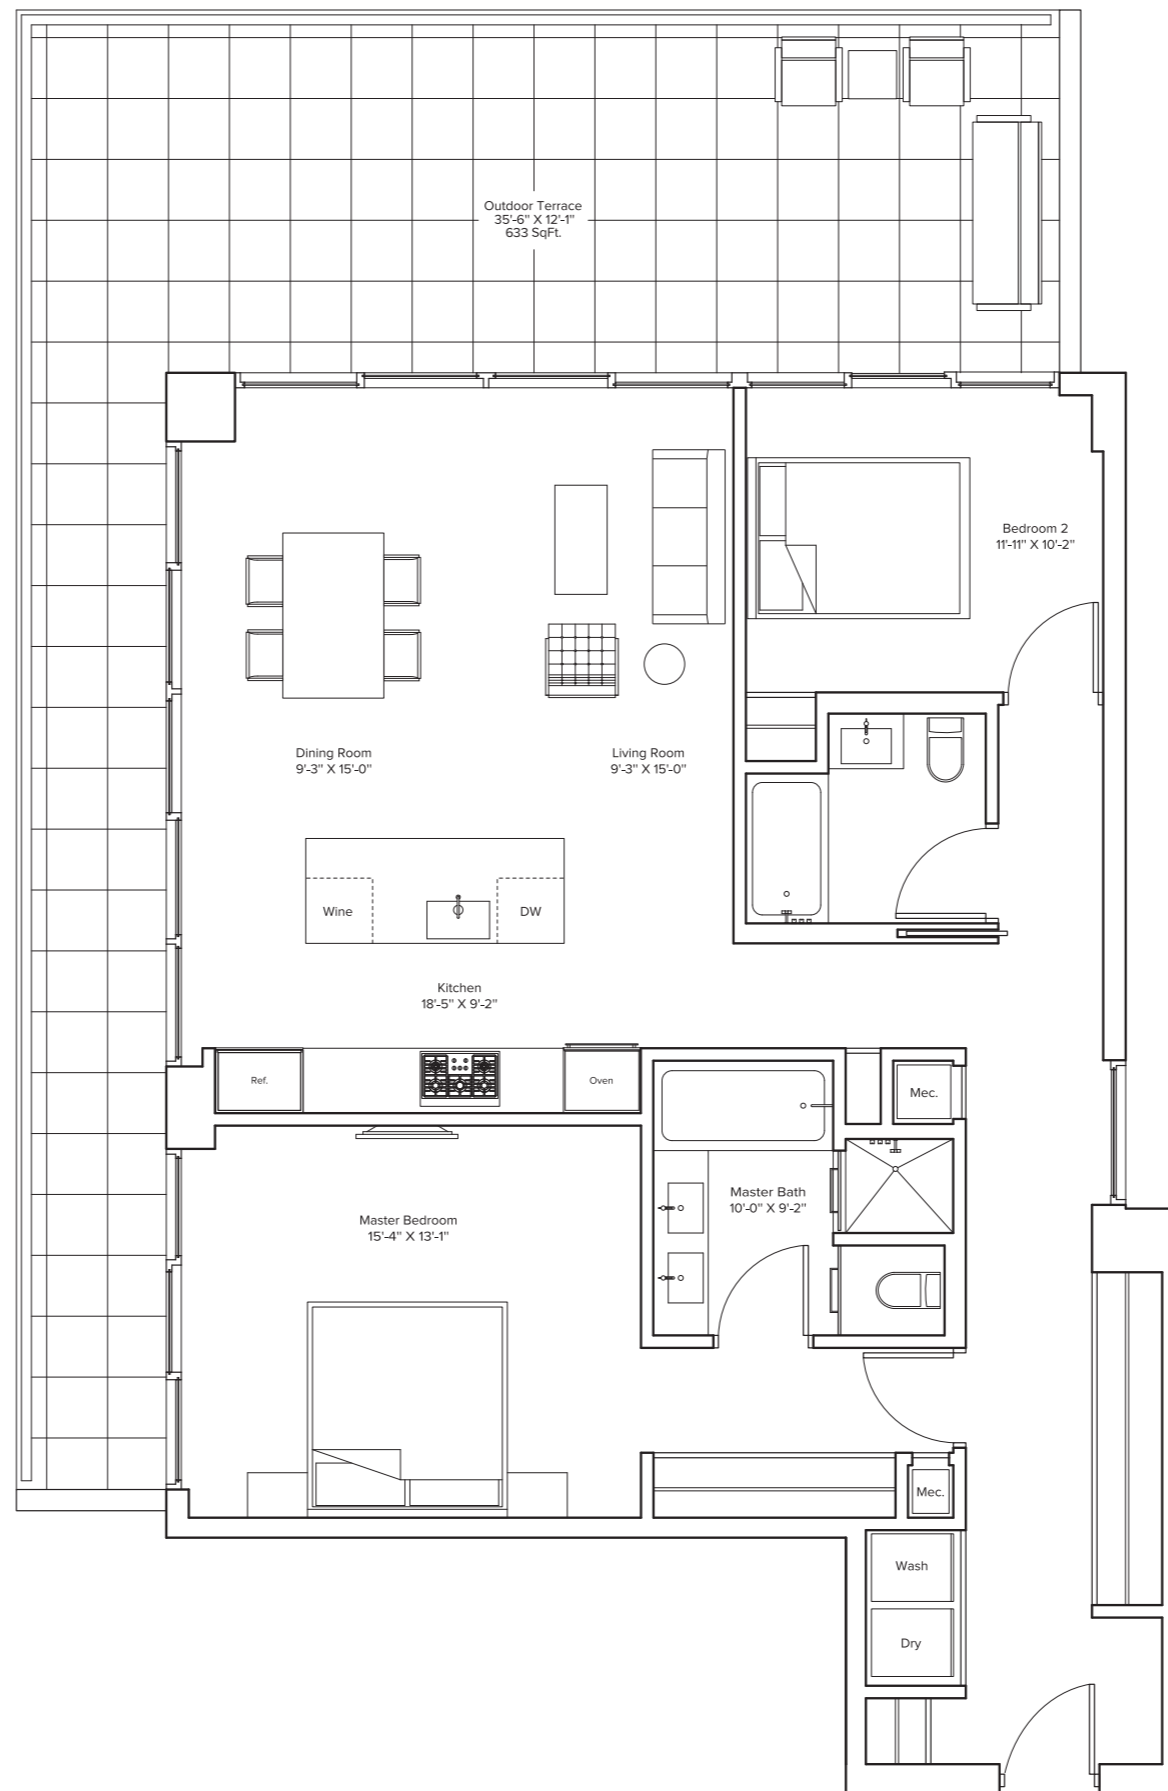 Outdoor Terrace
35'-6" X 12'-1"
633 SqFt.
Bedroom 2
11'-11" X 10'-2"
Dining Room
9'-3" X 15'-0"
Living Room
9'-3" X 15'-0"
Wine
DW
Kitchen
18'-5" X 9'-2"
Ref.
Oven
Mec.
Master Bath
10'-0" X 9'-2"
Master Bedroom
15'-4" X 13'-1"
Mec.
Wash
Dry